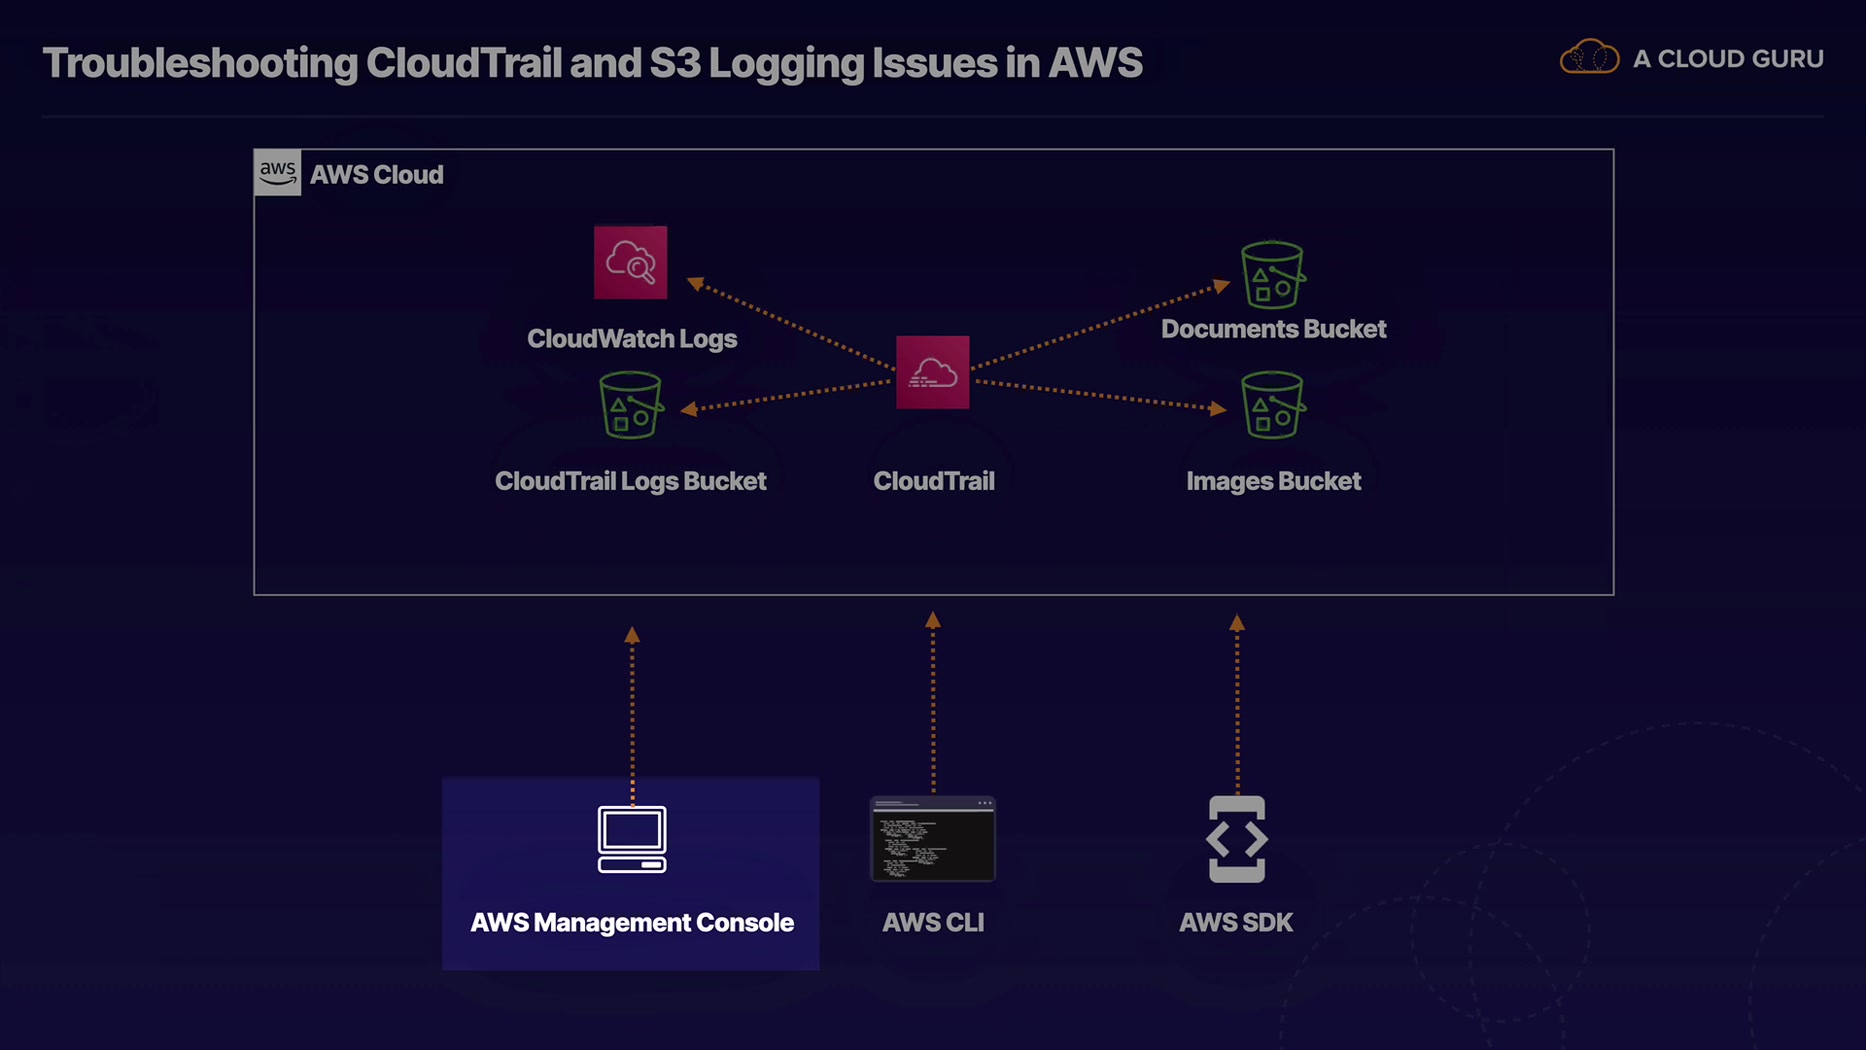 Troubleshooting CloudTrail and S3 Logging Issues in AWS
A CLOUD GURU
aws
AWS Cloud
CloudWatch Logs
Documents Bucket
CloudTrail Logs Bucket
CloudTrail
Images Bucket
AWS Management Console
AWS CLI
AWS SDK